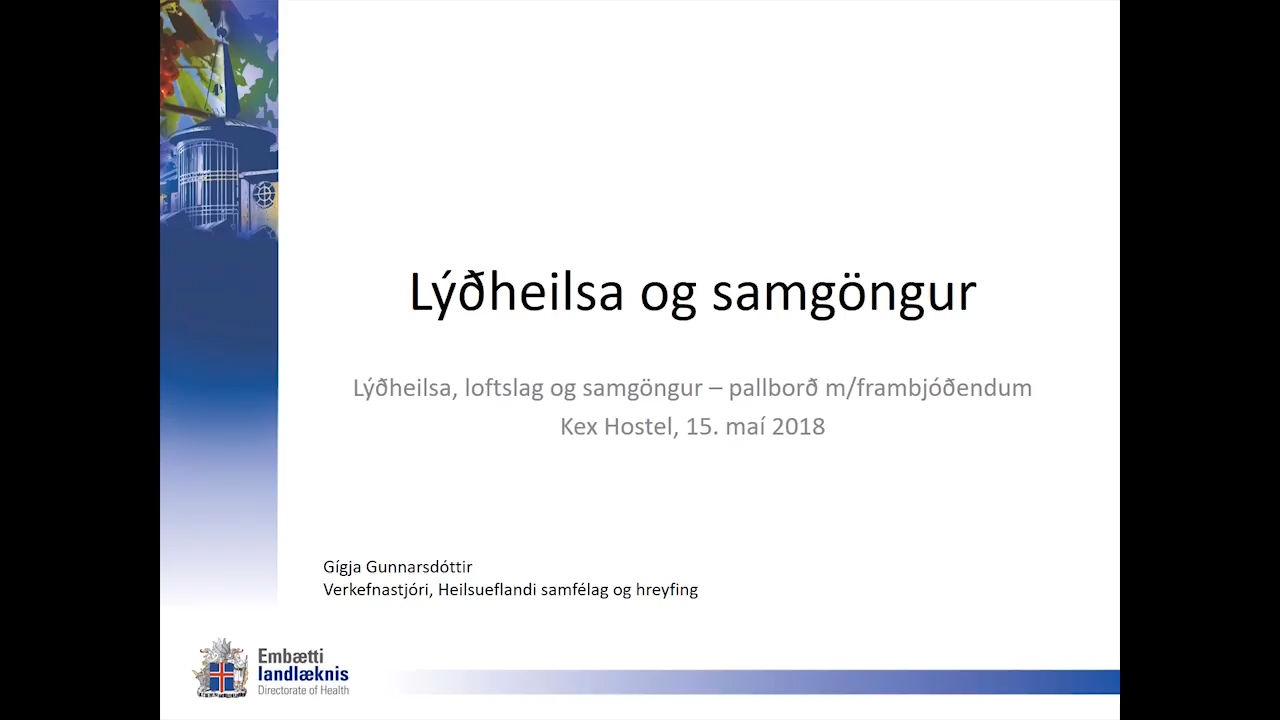 Lýðheilsa og samgöngur
Lýðheilsa, loftslag og samgöngur – pallborð m/frambjóðendum
Kex Hostel, 15. maí 2018
Gígja Gunnarsdóttir
Verkefnastjóri, Heilsueflandi samfélag og hreyfing
Embætti
landlæknis
Directorate of Health